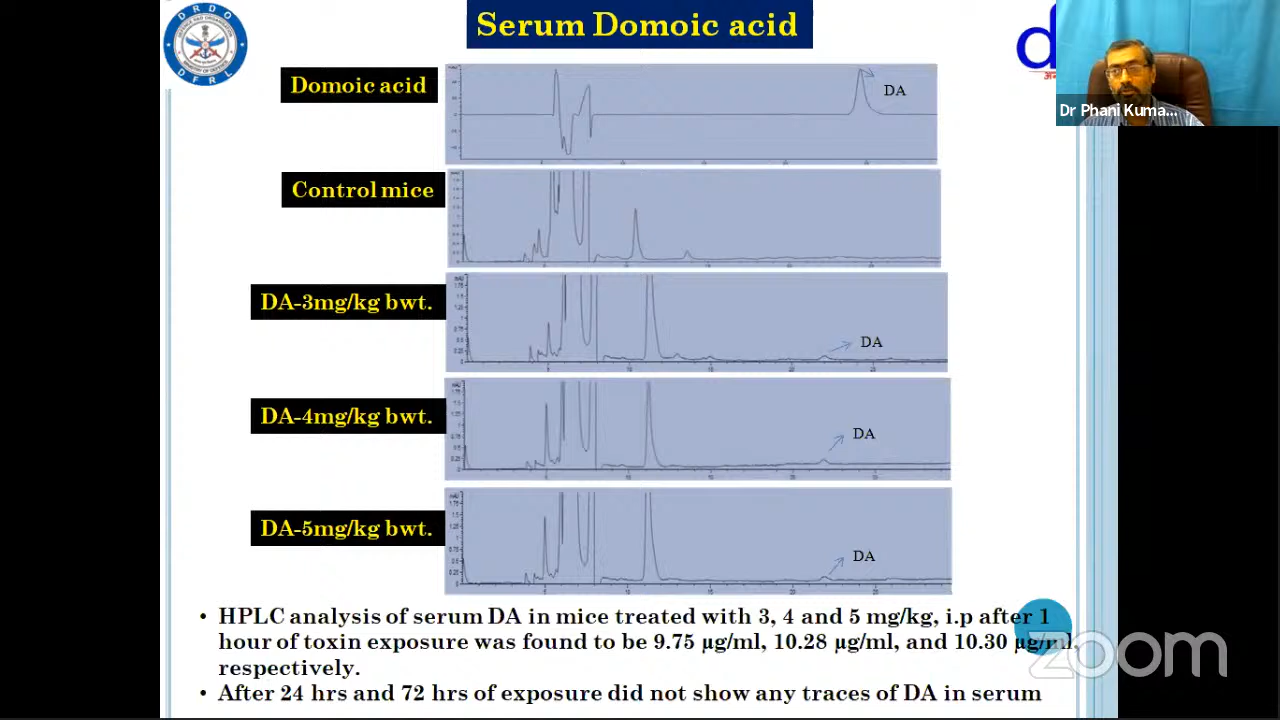 Serum Domoic acid
DRDO
DFRL
Dr Phani Kuma...
Domoic acid
DA
Control mice
DA-3mg/kg bwt.
DA
DA-4mg/kg bwt.
DA
DA-5mg/kg bwt.
DA
• HPLC analysis of serum DA in mice treated with 3, 4 and 5 mg/kg, i.p after 1
hour of toxin exposure was found to be 9.75 µg/ml, 10.28 µg/ml, and 10.30 µg/ml,
respectively.
• After 24 hrs and 72 hrs of exposure did not show any traces of DA in serum
zoom